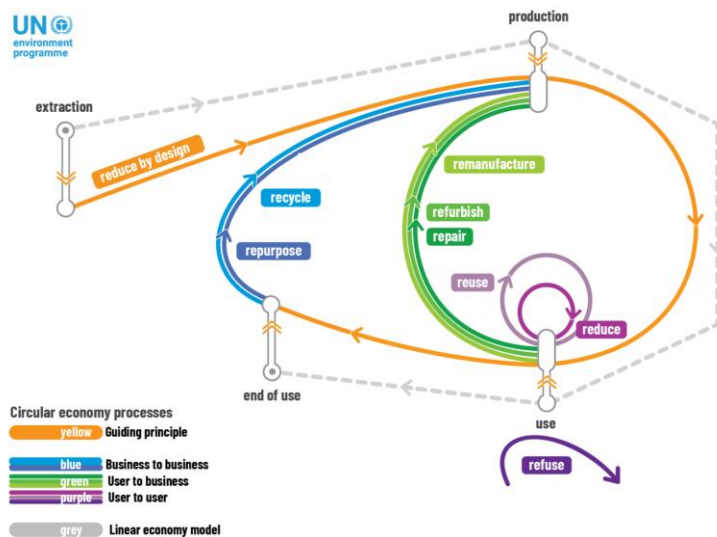 UN
environment
programme
production
extraction
reduce by design
remanufacture
recycle
refurbish
repair
repurpose
reuse
reduce
end of use
use
refuse
Circular economy processes
yellow Guiding principle
blue Business to business
green User to business
purple User to user
grey Linear economy model